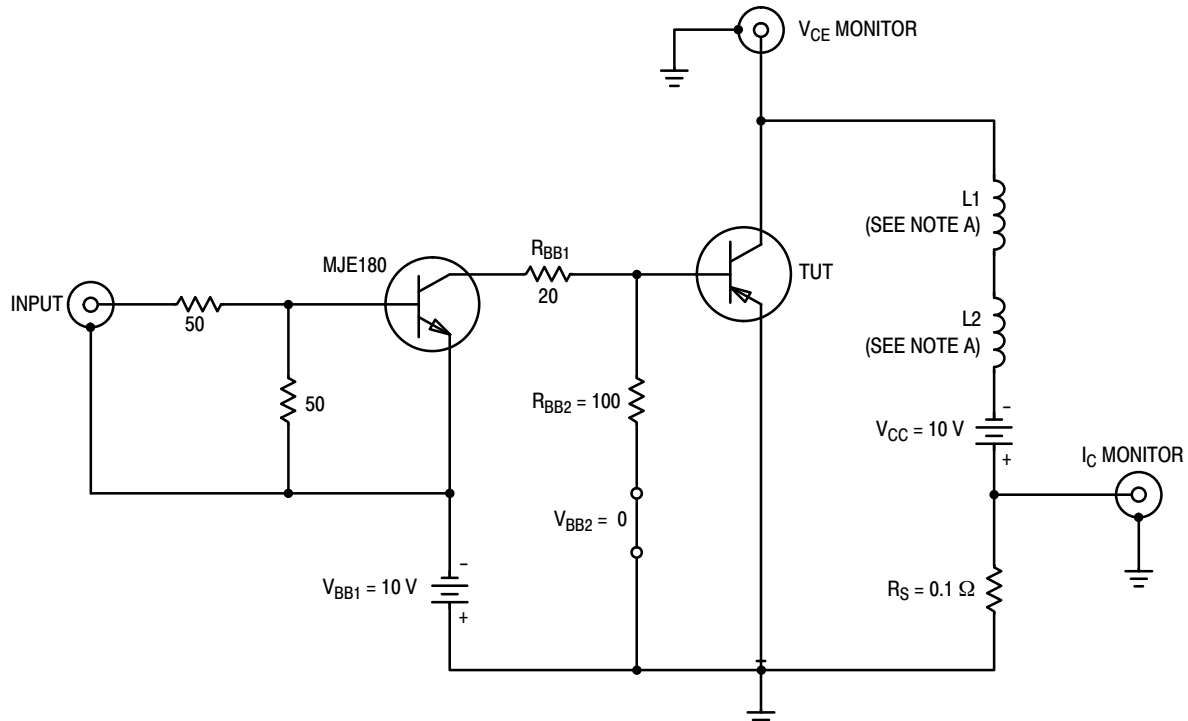 V_CE MONITOR
L1
(SEE NOTE A)
R_BB1
MJE180
TUT
20
INPUT
50
L2
(SEE NOTE A)
50
R_BB2 = 100
V_CC = 10 V
-
+
I_C MONITOR
V_BB2 = 0
-
V_BB1 = 10 V
+
R_S = 0.1 Ω